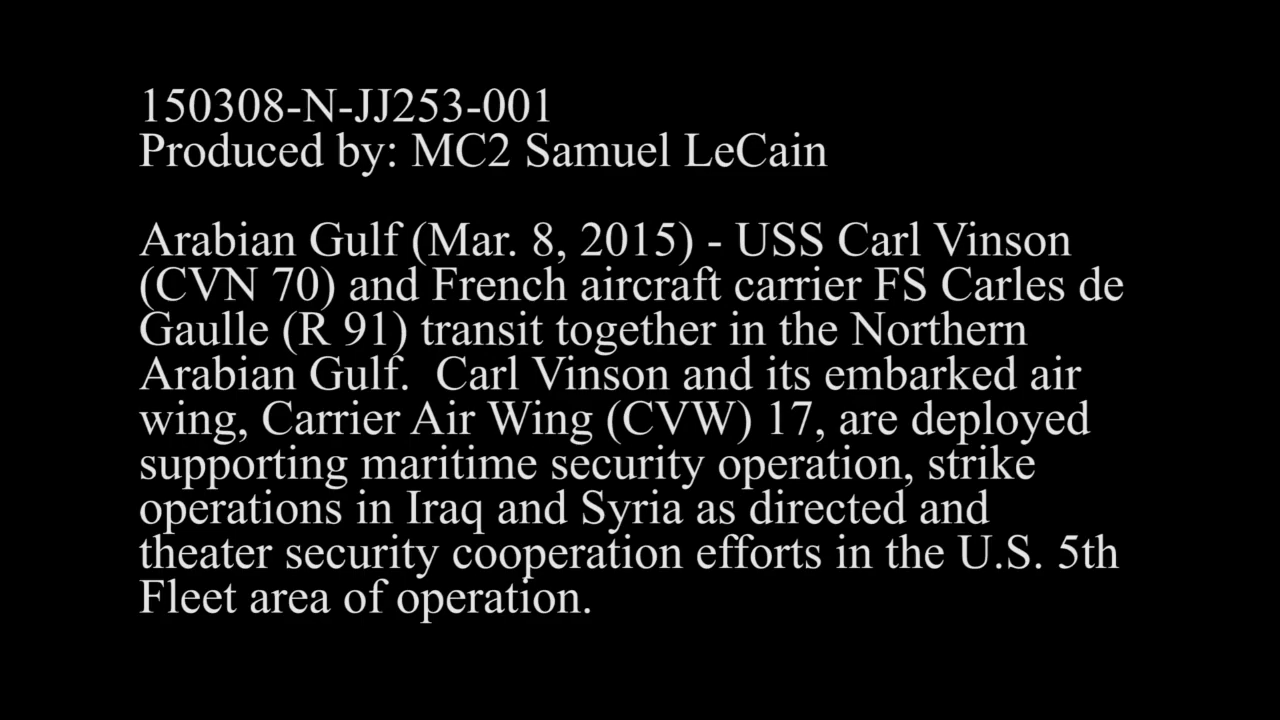 150308-N-JJ253-001
Produced by: MC2 Samuel LeCain
Arabian Gulf (Mar. 8, 2015) - USS Carl Vinson
(CVN 70) and French aircraft carrier FS Carles de
Gaulle (R 91) transit together in the Northern
Arabian Gulf.  Carl Vinson and its embarked air
wing, Carrier Air Wing (CVW) 17, are deployed
supporting maritime security operation, strike
operations in Iraq and Syria as directed and
theater security cooperation efforts in the U.S. 5th
Fleet area of operation.